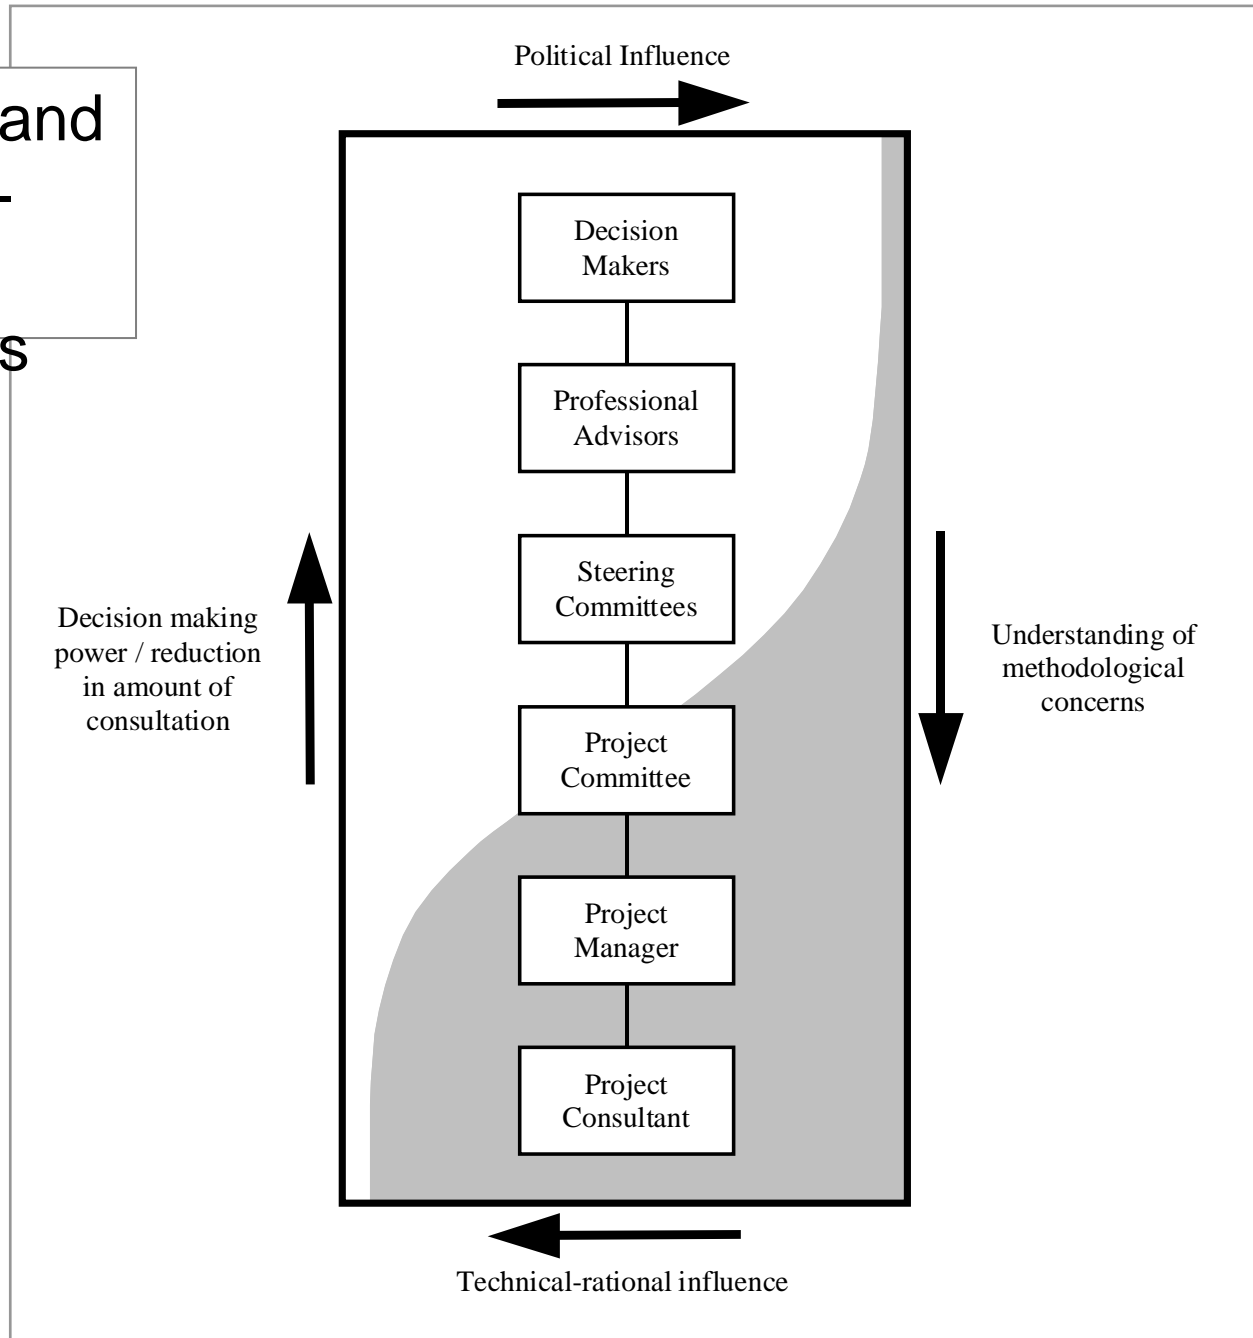 Political Influence
and
-
s
Decision
Makers
Professional
Advisors
Steering
Committees
Decision making
power / reduction
in amount of
consultation
Understanding of
methodological
concerns
Project
Committee
Project
Manager
Project
Consultant
Technical-rational influence